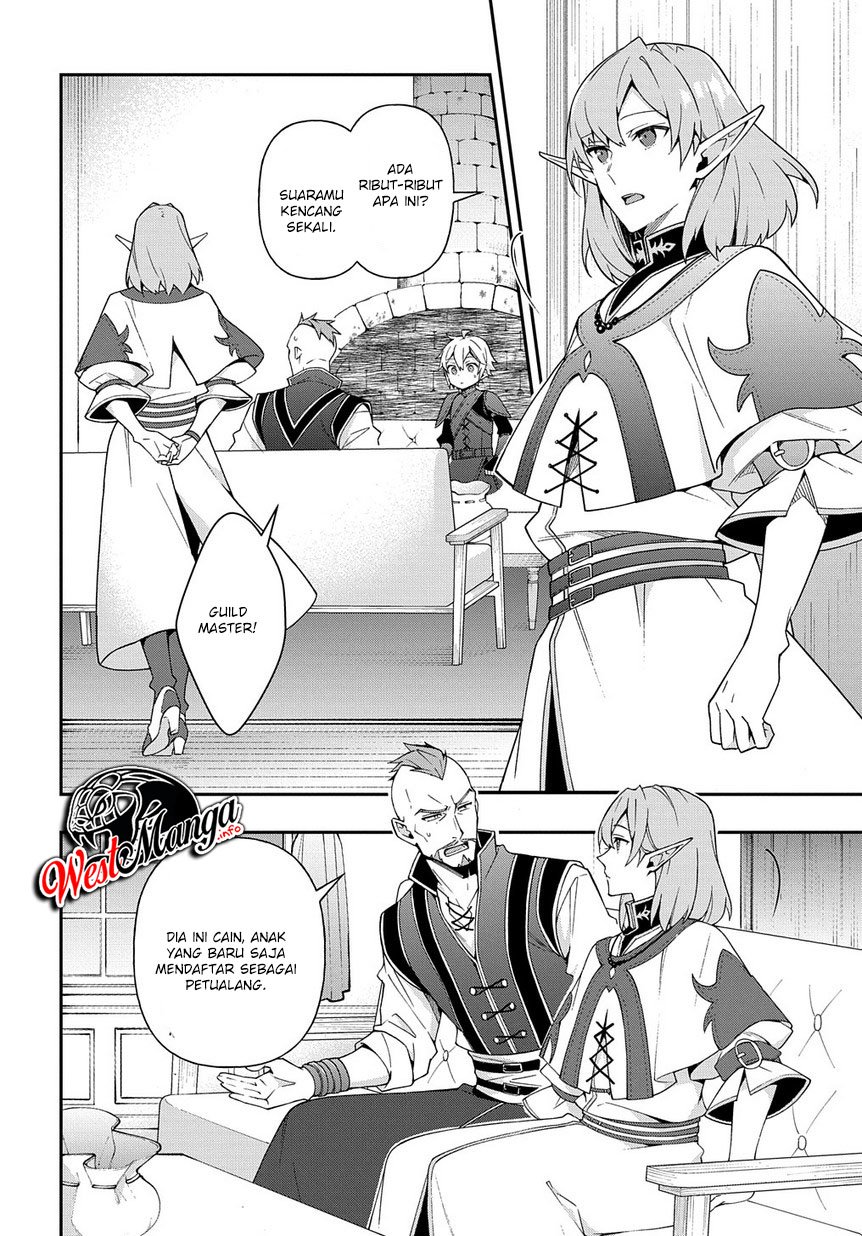 ADA
RIBUT-RIBUT
APA INI?
SUARAMU
KENCANG
SEKALI.
GUILD
MASTER!
WestManga
.info
DIA INI CAIN, ANAK
YANG BARU SAJA
MENDAFTAR SEBAGAI
PETUALANG.